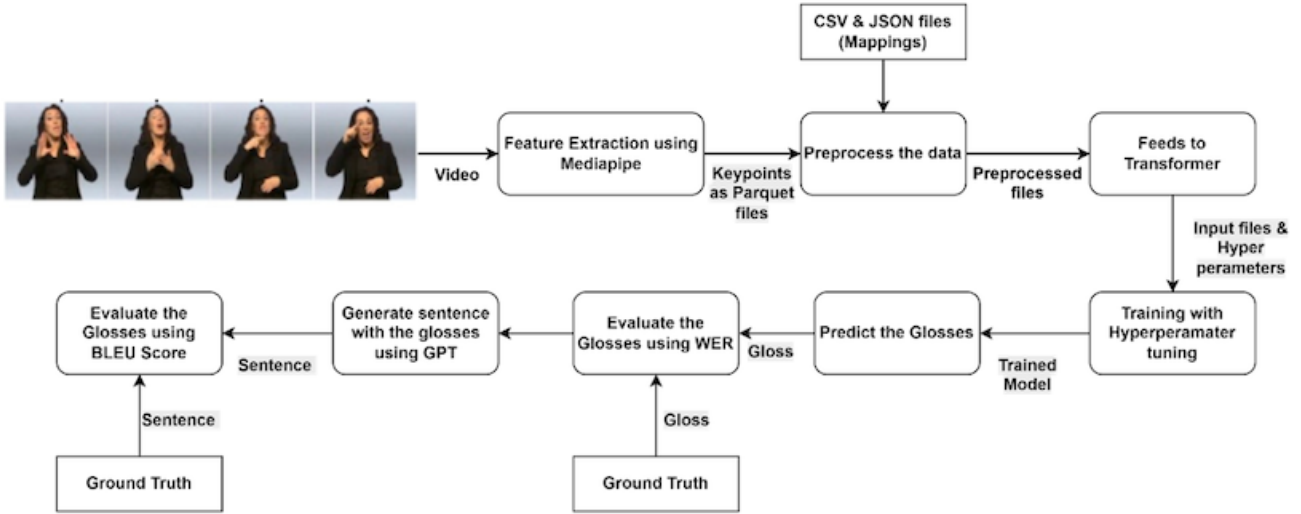 CSV & JSON files
(Mappings)
Feature Extraction using
Mediapipe
Preprocess the data
Feeds to
Transformer
Video
Keypoints
as Parquet
files
Preprocessed
files
Input files &
Hyper
perameters
Evaluate the
Glosses using
BLEU Score
Generate sentence
with the glosses
using GPT
Evaluate the
Glosses using WER
Predict the Glosses
Training with
Hyperperamater
tuning
Sentence
Gloss
Trained
Model
Sentence
Gloss
Ground Truth
Ground Truth